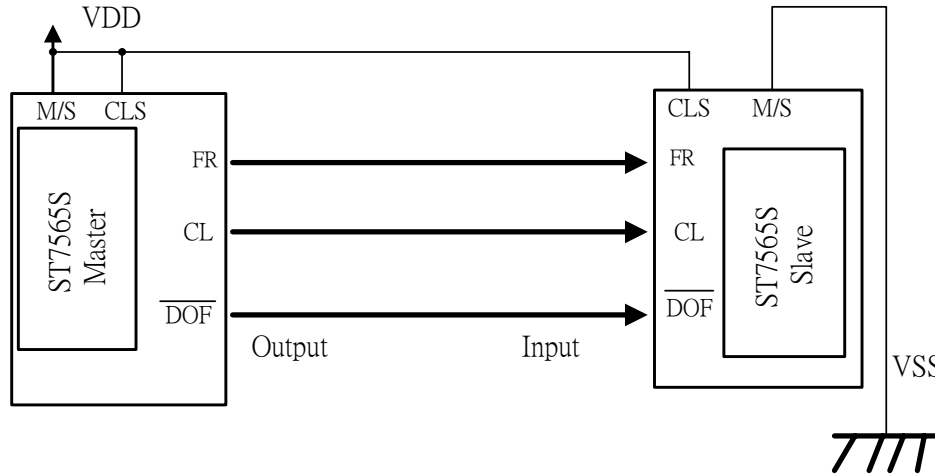 VDD
M/S CLS
CLS M/S
FR
CL
DOF
ST7565S
Master
FR
CL
DOF
ST7565S
Slave
Output
Input
VSS